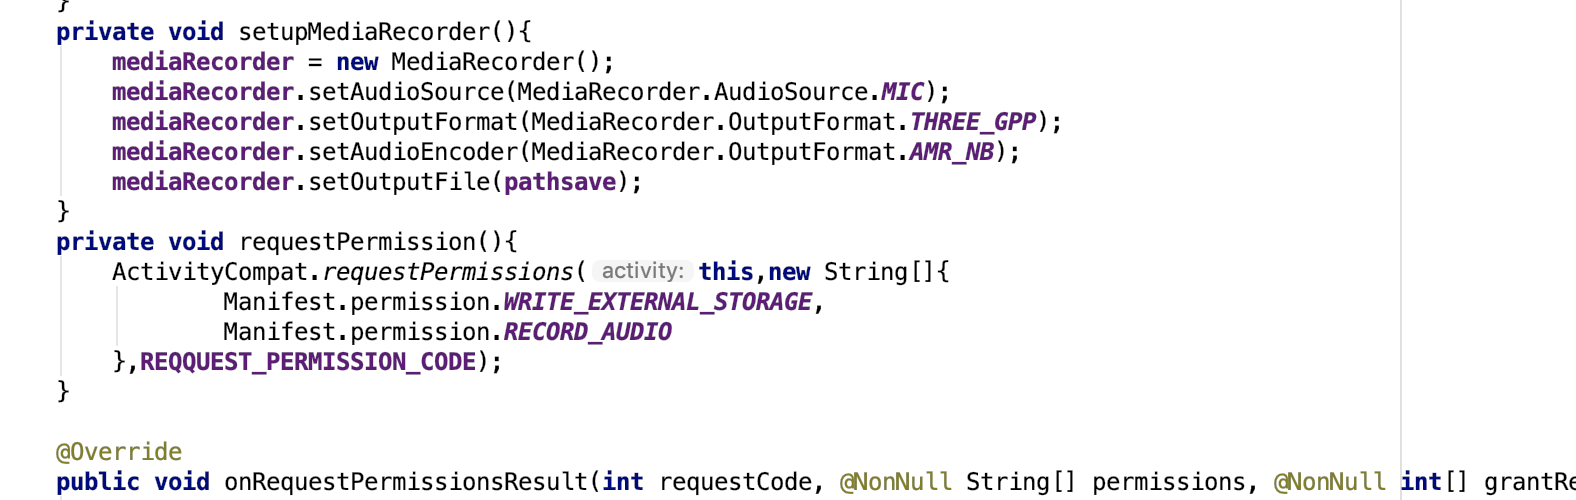 }
private void setupMediaRecorder(){
mediaRecorder = new MediaRecorder();
mediaRecorder.setAudioSource(MediaRecorder.AudioSource.MIC);
mediaRecorder.setOutputFormat(MediaRecorder.OutputFormat.THREE_GPP);
mediaRecorder.setAudioEncoder(MediaRecorder.OutputFormat.AMR_NB);
mediaRecorder.setOutputFile(pathsave);
}
private void requestPermission(){
ActivityCompat.requestPermissions( activity: this,new String[]{
Manifest.permission.WRITE_EXTERNAL_STORAGE,
Manifest.permission.RECORD_AUDIO
},REQQUEST_PERMISSION_CODE);
}
@Override
public void onRequestPermissionsResult(int requestCode, @NonNull String[] permissions, @NonNull int[] grantRe